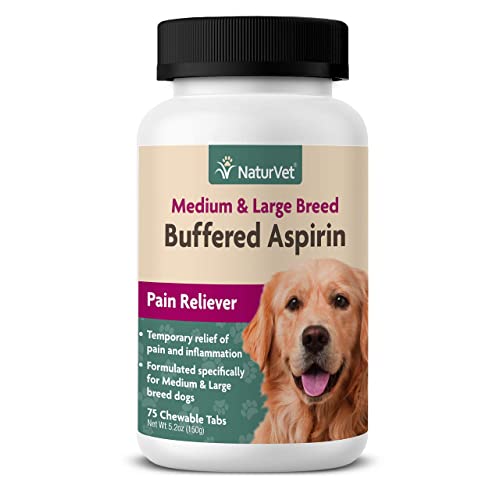 NaturVet®
Medium & Large Breed
Buffered Aspirin
Pain Reliever
• Temporary relief of
pain and inflammation
• Formulated specifically
for Medium & Large
breed dogs
75 Chewable Tabs
Net Wt 5.2oz (150g)